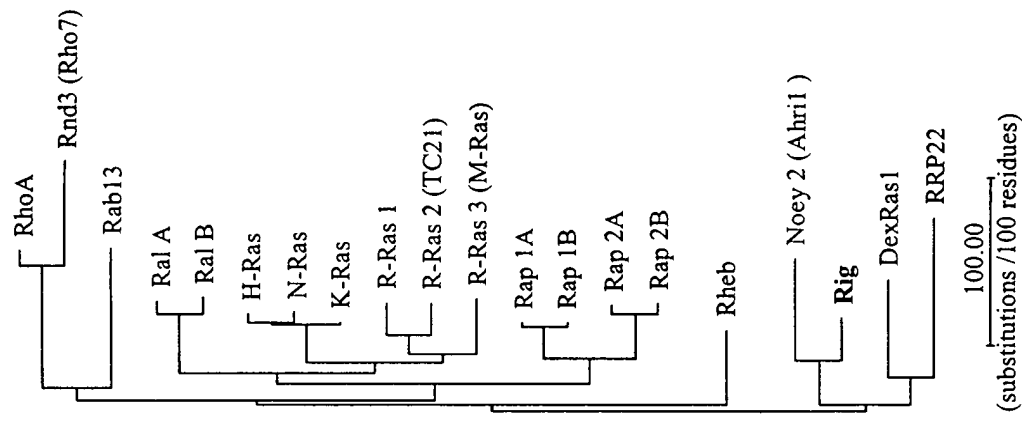 RhoA
Rnd3 (Rho7)
Rab13
Ral A
Ral B
H-Ras
N-Ras
K-Ras
R-Ras 1
R-Ras 2 (TC21)
R-Ras 3 (M-Ras)
Rap 1A
Rap 1B
Rap 2A
Rap 2B
Rheb
Noey 2 (Ahri1 )
Rig
DexRas1
RRP22
100.00
(substitutions /100 residues)